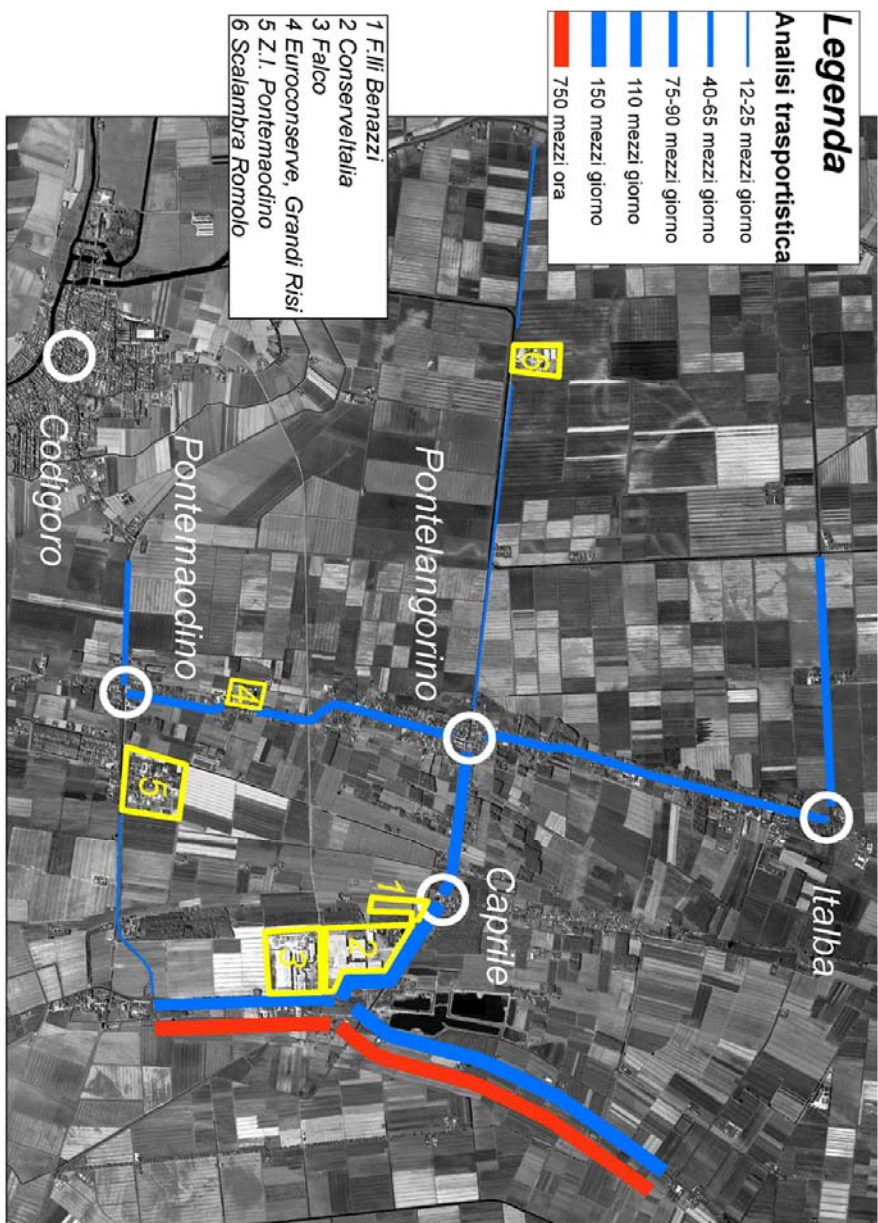 Legenda
Analisi trasportistica
12-25 mezzi giorno
40-65 mezzi giorno
75-90 mezzi giorno
110 mezzi giorno
150 mezzi giorno
750 mezzi ora
1 F.lli Benazzi
2 Conserveltalia
3 Falco
4 Euroconserve, Grandi Risi
5 Z.I. Pontemaodino
6 Scalambra Romolo
Italba
Caprile
Pontelangorino
Pontemaodino
Codigoro
1
2
3
4
5
6